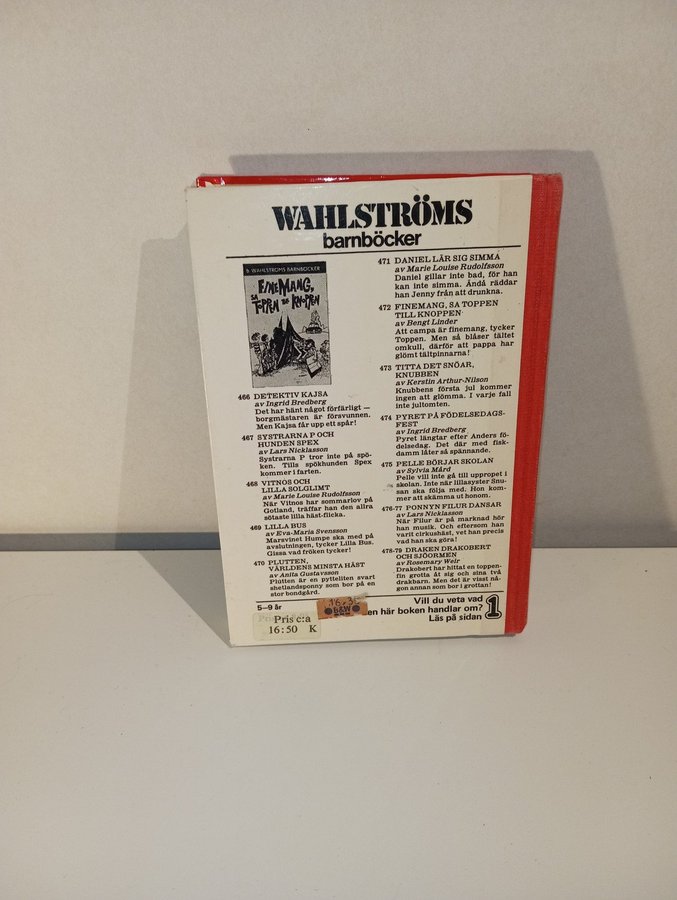 WAHLSTRÖMS
barnböcker
WAHLSTRÖMS BARNBÖCKER
FINEMANG,
SA
TOPPEN TILL KNOPPEN
466 DETEKTIV KAJSA
av Ingrid Bredberg
Det har hänt något förfärligt –
borgmästaren är försvunnen.
Men Kajsa får upp ett spår!
467 SYSTRARNA P OCH
HUNDEN SPEX
av Lars Nicklasson
Systrarna P tror inte på spö-
ken. Tills spökhunden Spex
kommer i farten.
468 VITNOS OCH
LILLA SOLGLIMT
av Marie Louise Rudolfsson
När Vitnos har sommarlov på
Gotland, träffar han den allra
sötaste lilla häst-flicka.
469 LILLA BUS
av Eva-Maria Svensson
Marsvinet Humpe ska med på
avslutningen, tycker Lilla Bus.
Gissa vad fröken tycker!
470 PLUTTEN,
VÄRLDENS MINSTA HÄST
av Anita Gustavsson
Plutten är en pytteliten svart
shetlandsponny som bor på en
stor bondgård.
5–9 år
Pris c:a
16:50 K
B&W
471 DANIEL LÄR SIG SIMMA
av Marie Louise Rudolfsson
Daniel gillar inte bad, för han
kan inte simma. Ändå räddar
han Jenny från att drunkna.
472 FINEMANG, SA TOPPEN
TILL KNOPPEN
av Bengt Linder
Att campa är finemang, tycker
Toppen. Men så blåser tältet
omkull, därför att pappa har
glömt tältpinnarna!
473 TITTA DET SNÖAR,
KNUBBEN
av Kerstin Arthur-Nilson
Knubbens första jul kommer
ingen att glömma. I varje fall
inte jultomten.
474 PYRET PÅ FÖDELSEDAGS-
FEST
av Ingrid Bredberg
Pyret längtar efter Anders fö-
delsedag. Det där med fisk-
damm låter så spännande.
475 PELLE BÖRJAR SKOLAN
av Sylvia Mård
Pelle vill inte gå till uppropet i
skolan. Inte när lillasyster Snu-
san ska följa med. Hon kom-
mer att skämma ut honom.
476-77 PONNYN FILUR DANSAR
av Lars Nicklasson
När Filur är på marknad hör
han musik. Och eftersom han
varit cirkushäst, vet han precis
vad han ska göra!
478-79 DRAKEN DRAKOBERT
OCH SJÖORMEN
av Rosemary Weir
Drakobert har hittat en toppen-
fin grotta åt sig och sina två
drakbarn. Men det är visst nå-
gon annan som bor i grottan!
Vill du veta vad
en här boken handlar om?
Läs på sidan 1